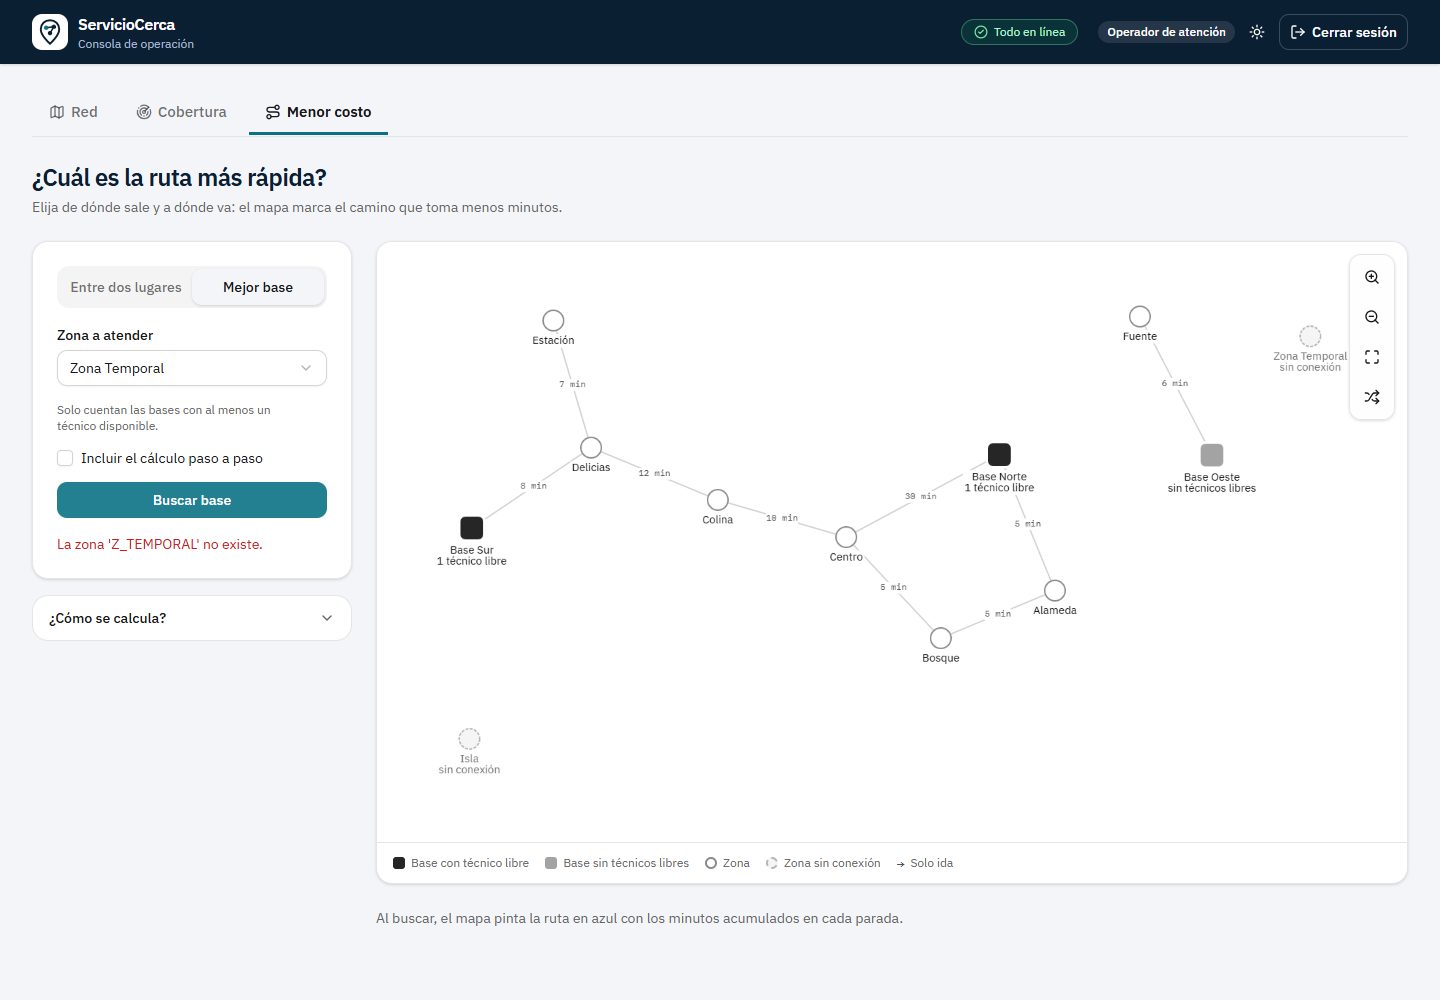 ServicioCerca
Consola de operación
Todo en línea
Operador de atención
Cerrar sesión
Red
Cobertura
Menor costo
¿Cuál es la ruta más rápida?
Elija de dónde sale y a dónde va: el mapa marca el camino que toma menos minutos.
Entre dos lugares
Mejor base
Zona a atender
Zona Temporal
Solo cuentan las bases con al menos un
técnico disponible.
Incluir el cálculo paso a paso
Buscar base
La zona 'Z_TEMPORAL' no existe.
¿Cómo se calcula?
Estación
Fuente
Zona Temporal
sin conexión
7 min
6 min
Delicias
12 min
Base Norte
1 técnico libre
Base Oeste
sin técnicos libres
8 min
30 min
Colina
10 min
5 min
Base Sur
1 técnico libre
Centro
5 min
5 min
Alameda
Bosque
Isla
sin conexión
Base con técnico libre
Base sin técnicos libres
Zona
Zona sin conexión
Solo ida
Al buscar, el mapa pinta la ruta en azul con los minutos acumulados en cada parada.